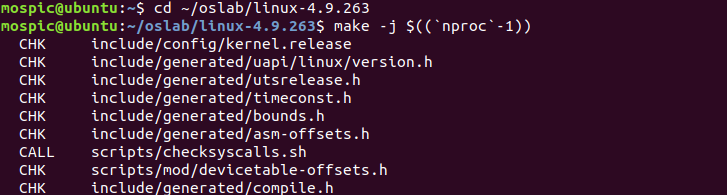 mospic@ubuntu:~$ cd ~/oslab/linux-4.9.263
mospic@ubuntu:~/oslab/linux-4.9.263$ make -j $((`nproc`-1))
CHK     include/config/kernel.release
CHK     include/generated/uapi/linux/version.h
CHK     include/generated/utsrelease.h
CHK     include/generated/timeconst.h
CHK     include/generated/bounds.h
CHK     include/generated/asm-offsets.h
CALL    scripts/checksyscalls.sh
CHK     scripts/mod/devicetable-offsets.h
CHK     include/generated/compile.h